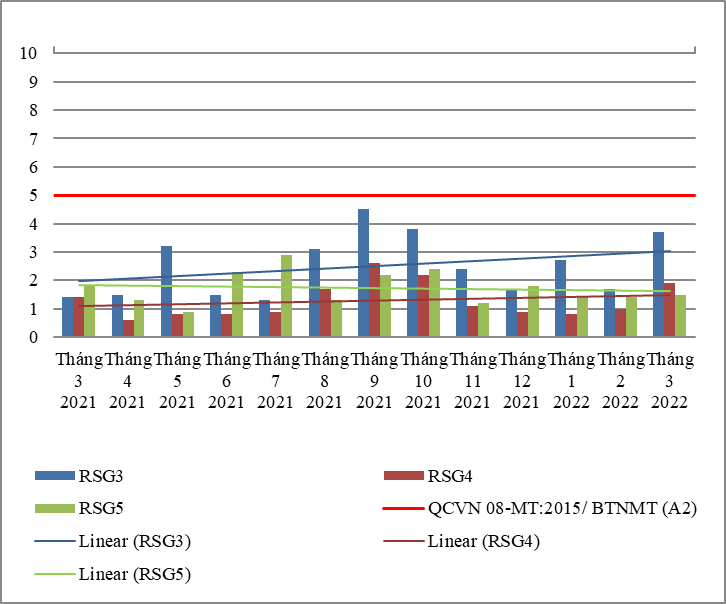 10
9
8
7
6
5
4
3
2
1
0
Tháng Tháng Tháng Tháng Tháng Tháng Tháng Tháng Tháng Tháng Tháng Tháng Tháng
3 4 5 6 7 8 9 10 11 12 1 2 3
2021 2021 2021 2021 2021 2021 2021 2021 2021 2021 2022 2022 2022
RSG3 RSG4
RSG5 QCVN 08-MT:2015/ BTNMT (A2)
Linear (RSG3) Linear (RSG4)
Linear (RSG5)